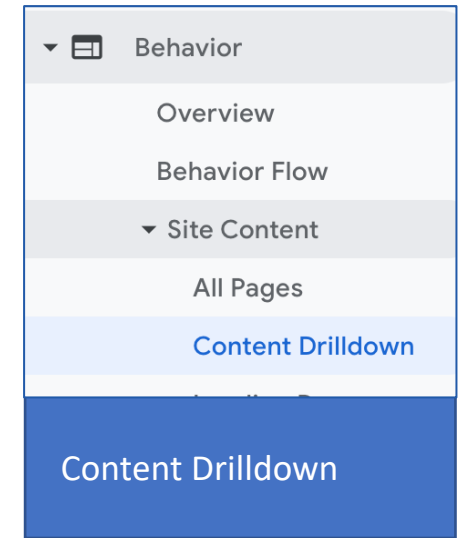 Behavior
Overview
Behavior Flow
Site Content
All Pages
Content Drilldown
Content Drilldown